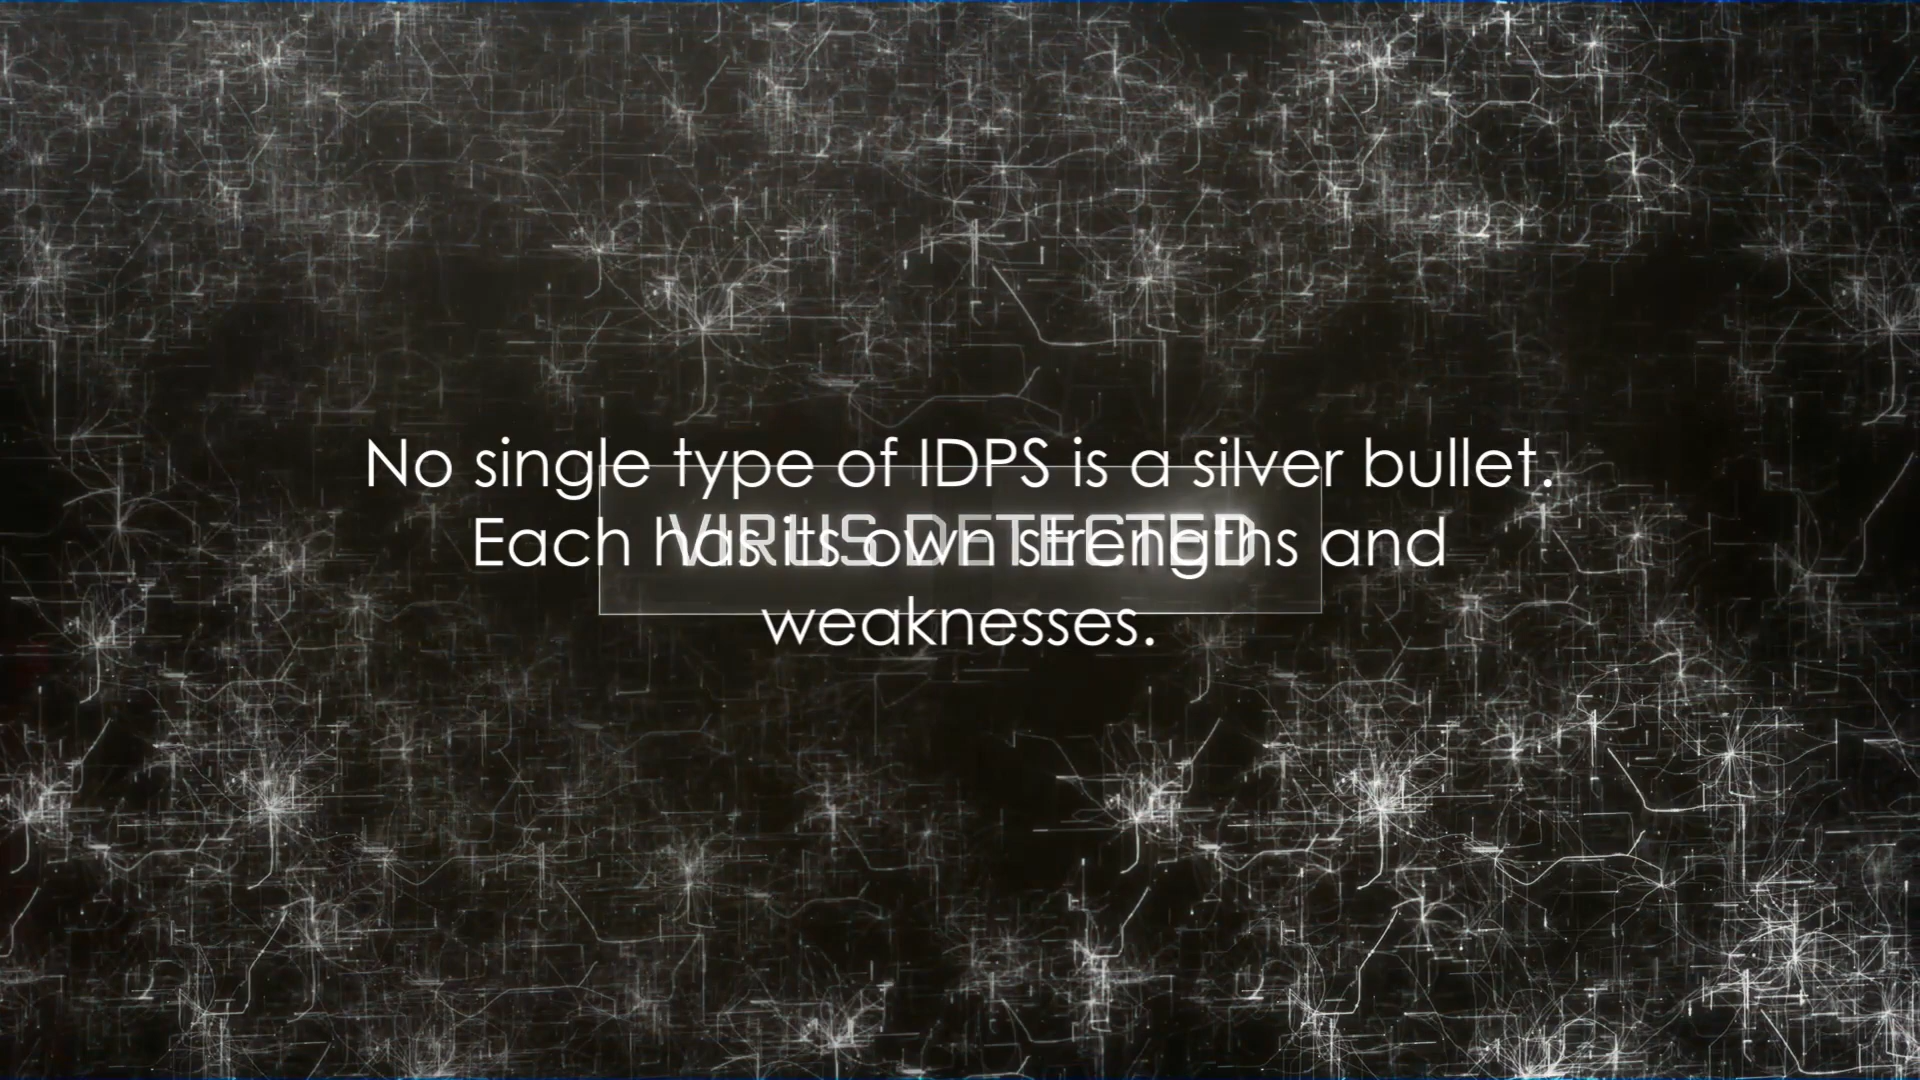 No single type of IDPS is a silver bullet.
Each has its own strengths and
weaknesses.
VIRUS DETECTED